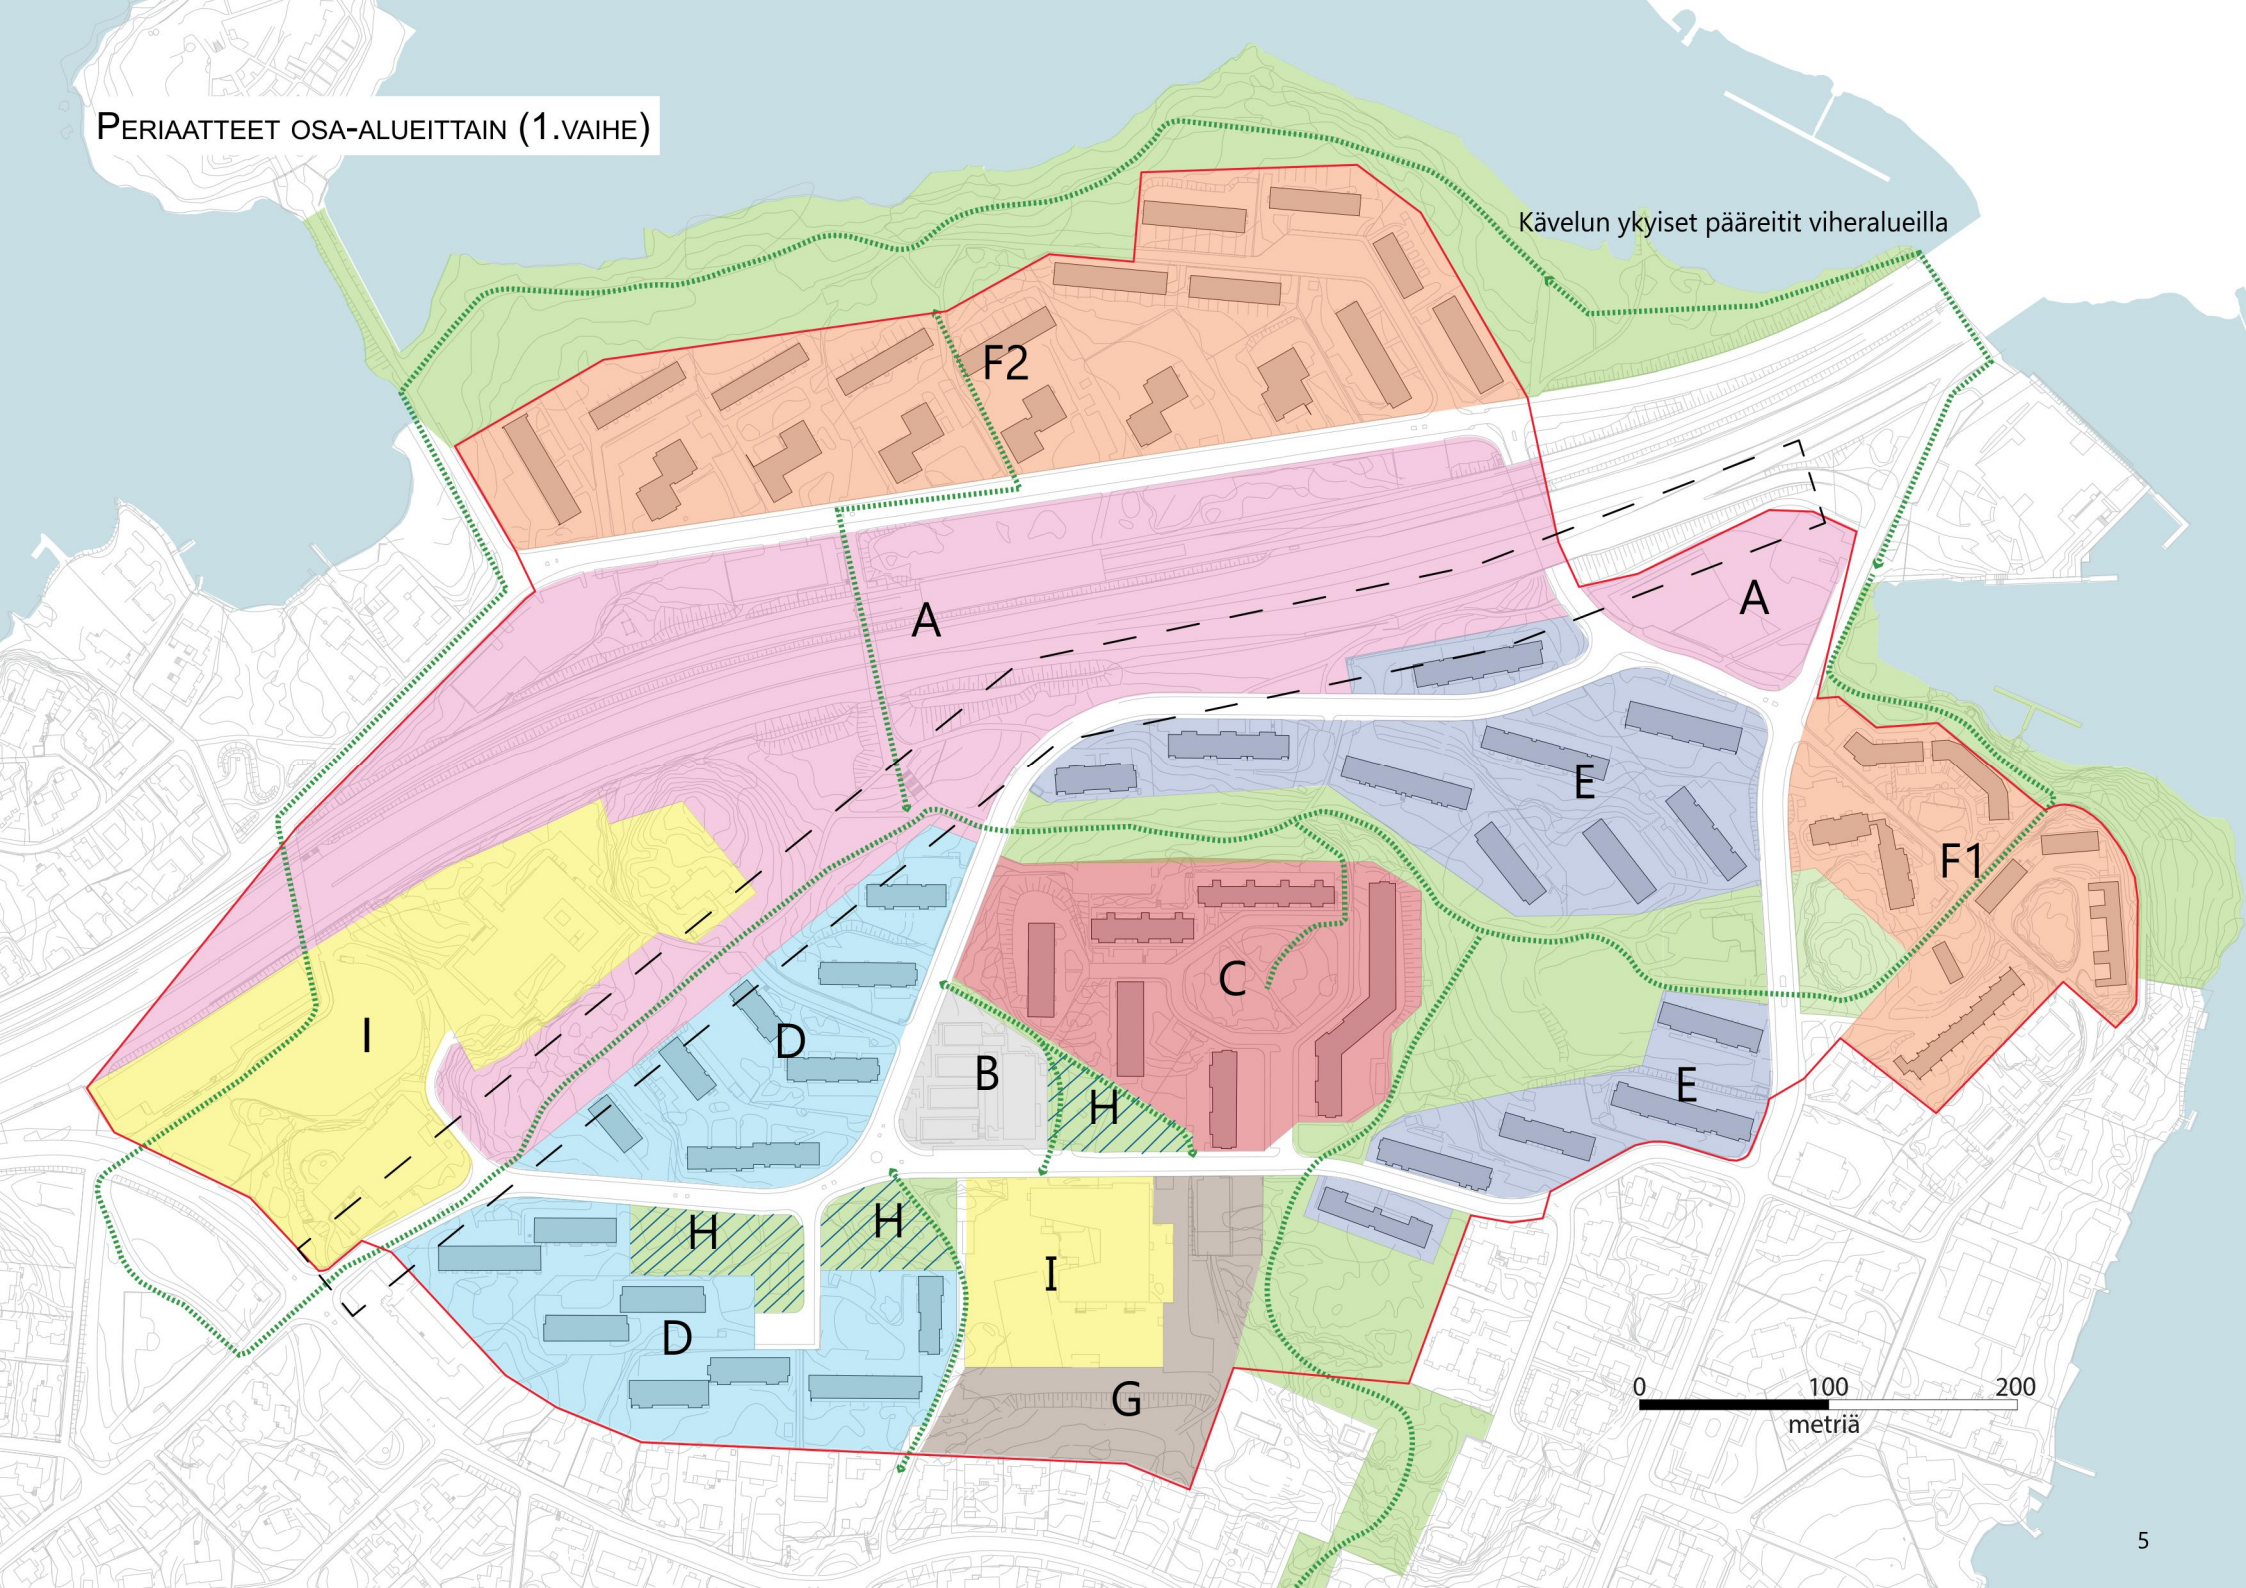 PERIAATTEET OSA-ALUEITTAIN (1.VAIHE)
Kävelun ykyiset pääreitit viheralueilla
F2
A
A
E
F1
C
D
I
B
H
E
H
H
I
D
G
0 100 200
metriä
5